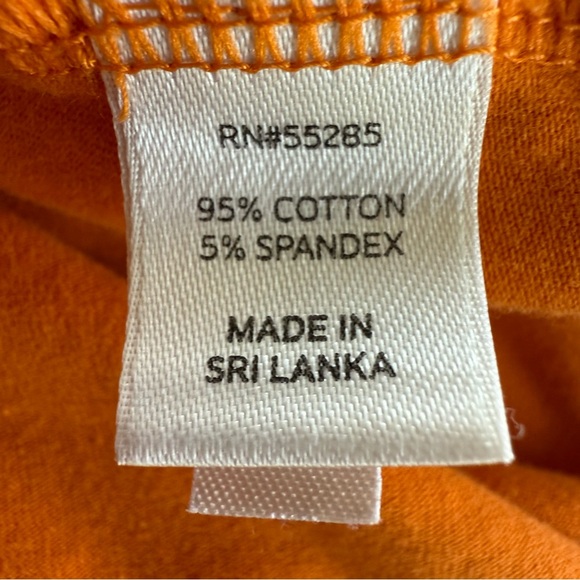 RN#55285
95% COTTON
5% SPANDEX
MADE IN
SRI LANKA